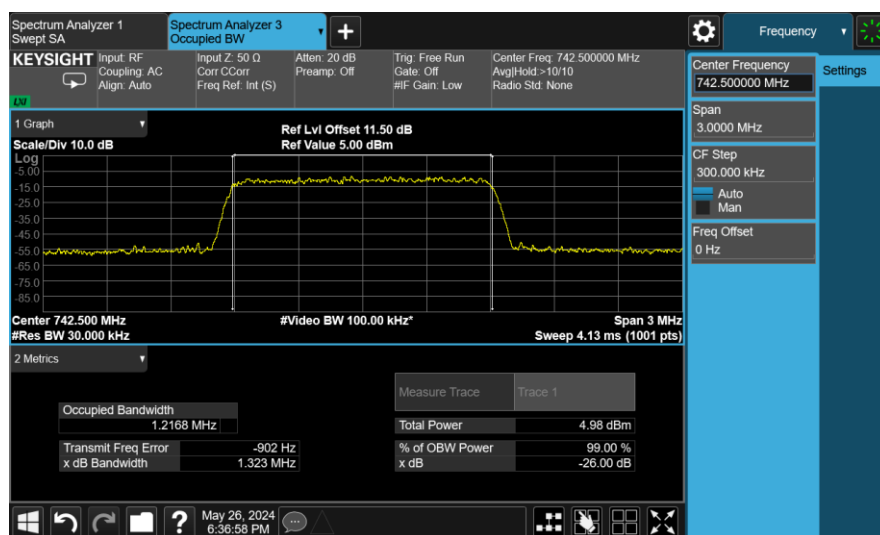 Spectrum Analyzer 1
Swept SA
Spectrum Analyzer 3
Occupied BW
+
Frequency
KEYSIGHT
LXI
Input: RF
Coupling: AC
Align: Auto
Input Z: 50 Ω
Corr CCorr
Freq Ref: Int (S)
Atten: 20 dB
Preamp: Off
Trig: Free Run
Gate: Off
#IF Gain: Low
Center Freq: 742.500000 MHz
Avg|Hold:>10/10
Radio Std: None
Center Frequency
742.500000 MHz
Settings
Span
3.0000 MHz
CF Step
300.000 kHz
Auto
Man
Freq Offset
0 Hz
1 Graph
Scale/Div 10.0 dB
Ref Lvl Offset 11.50 dB
Ref Value 5.00 dBm
Log
-5.00
-15.0
-25.0
-35.0
-45.0
-55.0
-65.0
-75.0
-85.0
Center 742.500 MHz
#Video BW 100.00 kHz*
Span 3 MHz
#Res BW 30.000 kHz
Sweep 4.13 ms (1001 pts)
2 Metrics
Measure Trace Trace 1
Occupied Bandwidth
1.2168 MHz
Total Power 4.98 dBm
Transmit Freq Error -902 Hz
% of OBW Power 99.00 %
x dB Bandwidth 1.323 MHz
x dB -26.00 dB
?
May 26, 2024
6:36:58 PM